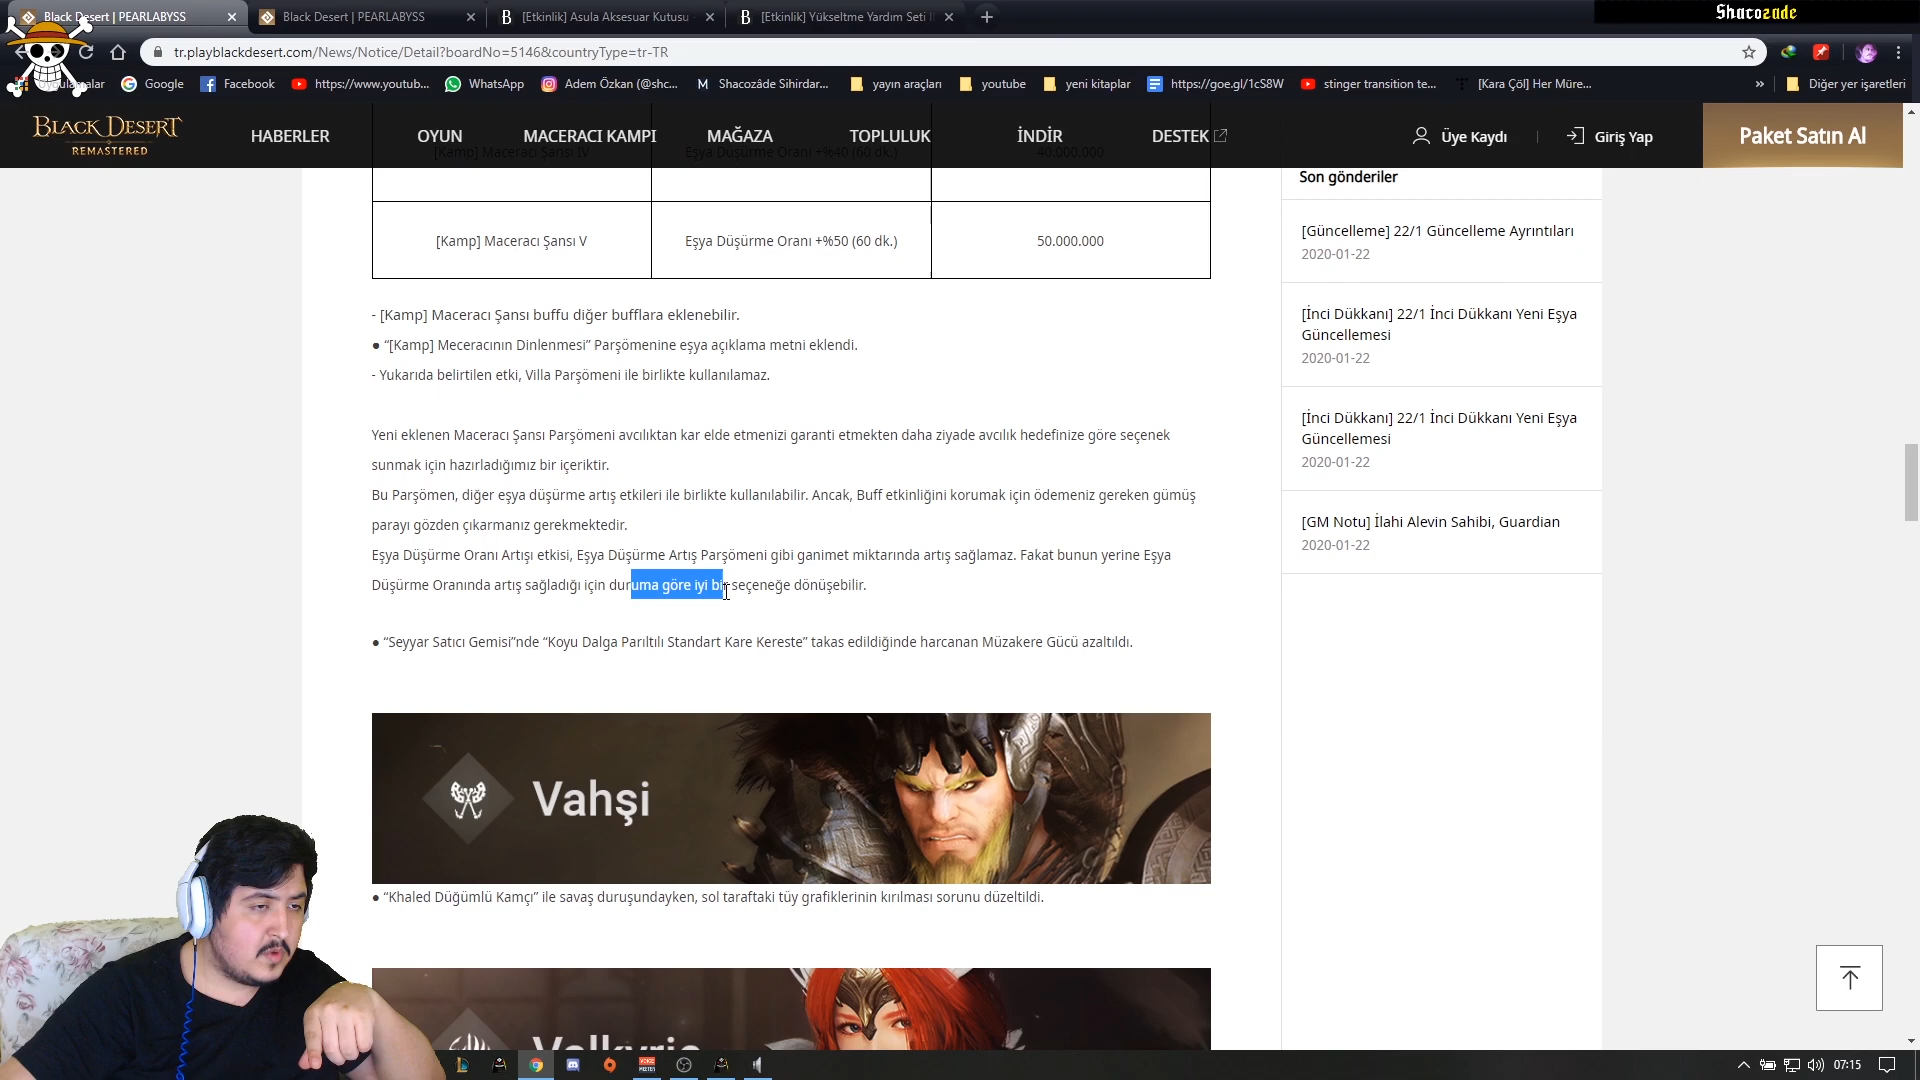 Shacozade
Black Desert | PEARLABYSS
Black Desert | PEARLABYSS
[Etkinlik] Asula Aksesuar Kutusu
[Etkinlik] Yükseltme Yardım Seti
tr.playblackdesert.com/News/Notice/Detail?boardNo=5146&countryType=tr-TR
Google
Facebook
https://www.youtub...
WhatsApp
Adem Özkan (@shc...
Shacozâde Sihirdar...
yayın araçları
youtube
yeni kitaplar
https://goe.gl/1cS8W
stinger transition te...
[Kara Çöl] Her Müre...
»
Diğer yer işaretleri
BLACK DESERT
REMASTERED
HABERLER
OYUN
MACERACI KAMPI
MAĞAZA
TOPLULUK
İNDİR
DESTEK
Üye Kaydı
Giriş Yap
Paket Satın Al
[Kamp] Maceracı Şansı IV
Eşya Düşürme Oranı +%40 (60 dk.)
40.000.000
[Kamp] Maceracı Şansı V
Eşya Düşürme Oranı +%50 (60 dk.)
50.000.000
- [Kamp] Maceracı Şansı buffu diğer bufflara eklenebilir.
● “[Kamp] Meceracının Dinlenmesi” Parşömenine eşya açıklama metni eklendi.
- Yukarıda belirtilen etki, Villa Parşömeni ile birlikte kullanılamaz.
Yeni eklenen Maceracı Şansı Parşömeni avcılıktan kar elde etmenizi garanti etmekten daha ziyade avcılık hedefinize göre seçenek
sunmak için hazırladığımız bir içeriktir.
Bu Parşömen, diğer eşya düşürme artış etkileri ile birlikte kullanılabilir. Ancak, Buff etkinliğini korumak için ödemeniz gereken gümüş
parayı gözden çıkarmanız gerekmektedir.
Eşya Düşürme Oranı Artışı etkisi, Eşya Düşürme Artış Parşömeni gibi ganimet miktarında artış sağlamaz. Fakat bunun yerine Eşya
Düşürme Oranında artış sağladığı için duruma göre iyi bir seçeneğe dönüşebilir.
● “Seyyar Satıcı Gemisi”nde “Koyu Dalga Parıltılı Standart Kare Kereste” takas edildiğinde harcanan Müzakere Gücü azaltıldı.
Vahşi
● “Khaled Düğümlü Kamçı” ile savaş duruşundayken, sol taraftaki tüy grafiklerinin kırılması sorunu düzeltildi.
Valkyrie
Son gönderiler
[Güncelleme] 22/1 Güncelleme Ayrıntıları
2020-01-22
[İnci Dükkanı] 22/1 İnci Dükkanı Yeni Eşya
Güncellemesi
2020-01-22
[İnci Dükkanı] 22/1 İnci Dükkanı Yeni Eşya
Güncellemesi
2020-01-22
[GM Notu] İlahi Alevin Sahibi, Guardian
2020-01-22
07:15